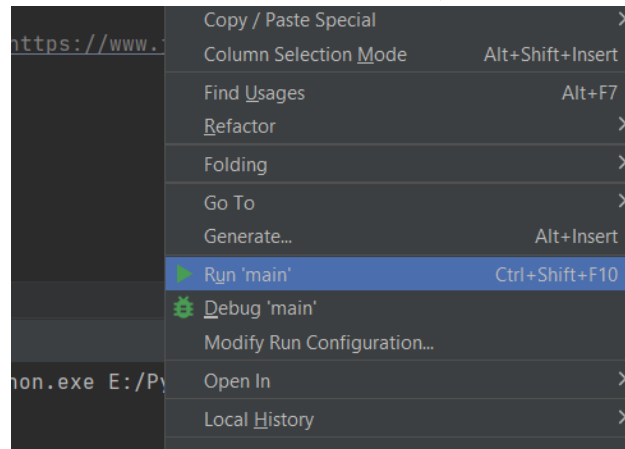 Copy / Paste Special
https://www.
Column Selection Mode Alt+Shift+Insert
Find Usages Alt+F7
Refactor
Folding
Go To
Generate... Alt+Insert
Run 'main' Ctrl+Shift+F10
Debug 'main'
Modify Run Configuration...
hon.exe E:/Py Open In
Local History